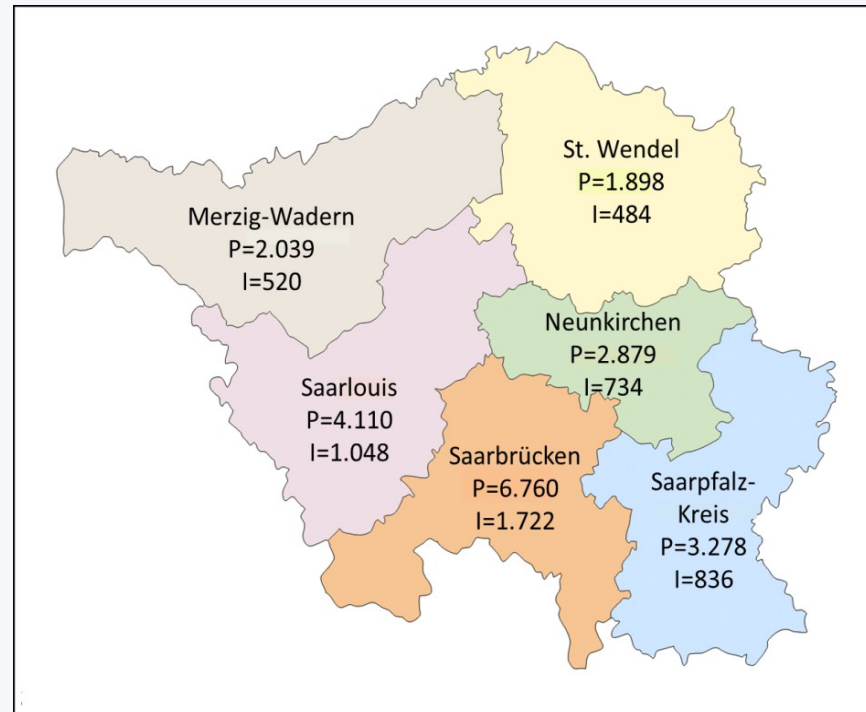 St. Wendel
P=1.898
I=484
Merzig-Wadern
P=2.039
I=520
Neunkirchen
P=2.879
I=734
Saarlouis
P=4.110
I=1.048
Saarbrücken
P=6.760
I=1.722
Saarpfalz-
Kreis
P=3.278
I=836